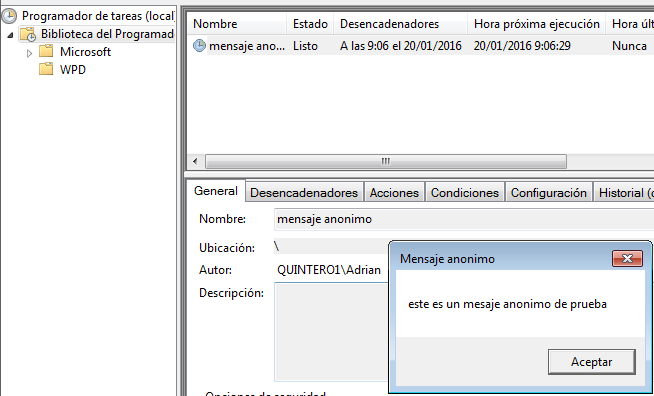 Programador de tareas (local)
Biblioteca del Programad
Microsoft
WPD
Nombre Estado Desencadenadores Hora próxima ejecución Hora últ
mensaje ano... Listo A las 9:06 el 20/01/2016 20/01/2016 9:06:29 Nunca
General Desencadenadores Acciones Condiciones Configuración Historial (
Nombre: mensaje anonimo
Ubicación: \
Autor: QUINTERO1\Adrian
Descripción:
Mensaje anonimo
este es un mesaje anonimo de prueba
Aceptar
Opciones de seguridad